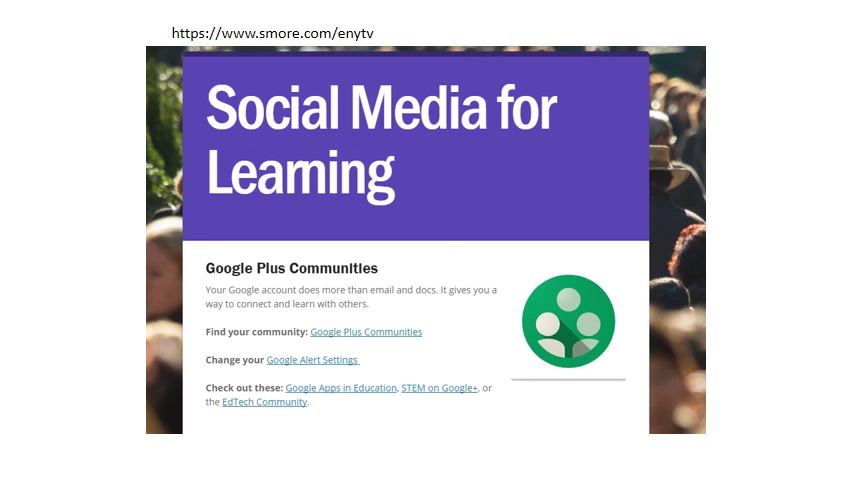 https://www.smore.com/enytv
Social Media for
Learning
Google Plus Communities
Your Google account does more than email and docs. It gives you a
way to connect and learn with others.
Find your community: Google Plus Communities
Change your Google Alert Settings
Check out these: Google Apps in Education, STEM on Google+, or
the EdTech Community.